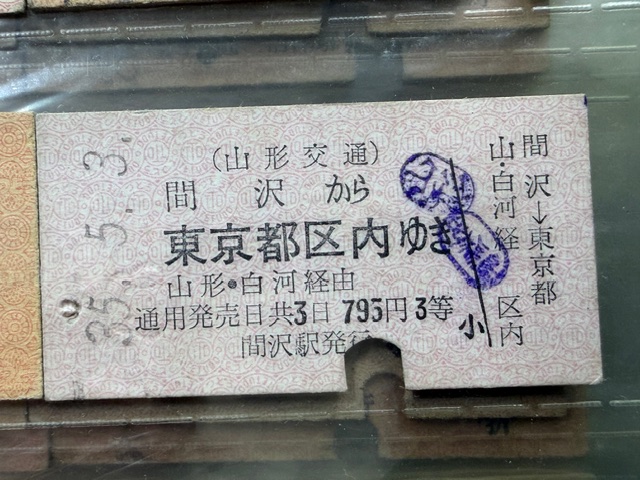 35. 5. 3.
(山形交通)
間沢から
東京都区内ゆき
山形・白河経由
通用発売日共3日 795円 3等
間沢駅発行
小
間沢→東京都区内
山・白河経